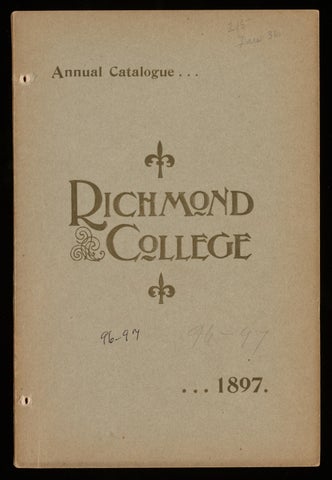 Annual Catalogue . . .
RICHMOND
COLLEGE
96-97
96-97
. . . 1897.